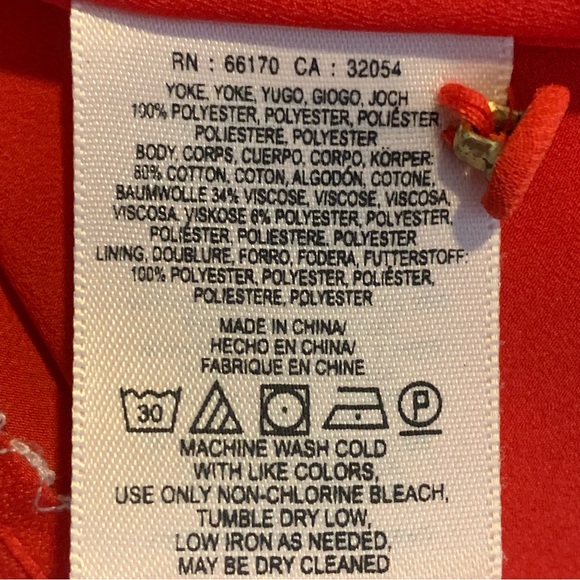 RN : 66170 CA : 32054
YOKE, YOKE, YUGO, GIOGO, JOCH
100% POLYESTER, POLYESTER, POLIÉSTER,
POLIESTERE, POLYESTER
BODY, CORPS, CUERPO, CORPO, KÖRPER:
60% COTTON, COTON, ALGODÓN, COTONE,
BAUMWOLLE 34% VISCOSE, VISCOSE, VISCOSA,
VISCOSA, VISKOSE 6% POLYESTER, POLYESTER,
POLIÉSTER, POLIESTERE, POLYESTER
LINING, DOUBLURE, FORRO, FODERA, FUTTERSTOFF:
100% POLYESTER, POLYESTER, POLIÉSTER,
POLIESTERE, POLYESTER
MADE IN CHINA/
HECHO EN CHINA/
FABRIQUE EN CHINE
30 P
MACHINE WASH COLD
WITH LIKE COLORS,
USE ONLY NON-CHLORINE BLEACH,
TUMBLE DRY LOW,
LOW IRON AS NEEDED,
MAY BE DRY CLEANED